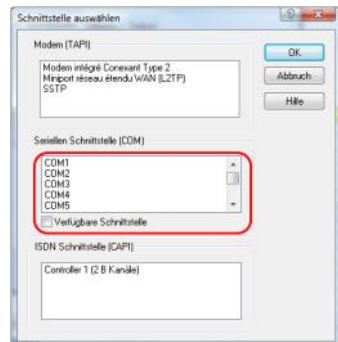 Schnittstelle auswählen
Modem (TAPI)
OK
Modem intégré Conexant Type 2
Miniport réseau étendu WAN (L2TP)
SSTP
Abbruch
Hilfe
Seriellen Schnittstelle (COM)
COM1
COM2
COM3
COM4
COM5
Verfügbare Schnittstelle
ISDN Schnittstelle (CAPI)
Controller 1 (2 B Kanäle)